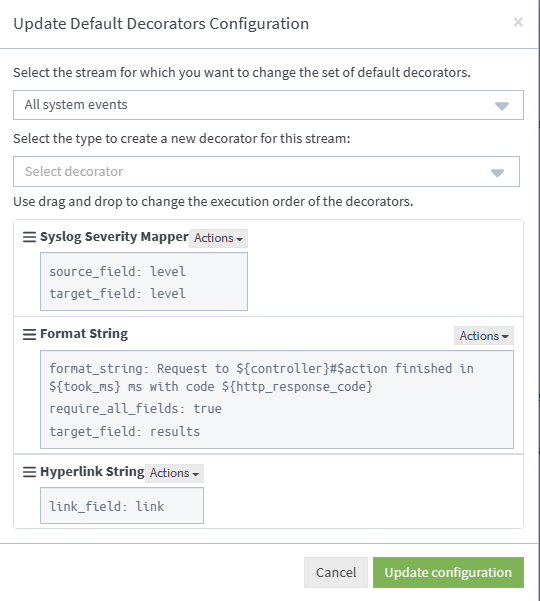 Update Default Decorators Configuration
×
Select the stream for which you want to change the set of default decorators.
All system events
Select the type to create a new decorator for this stream:
Select decorator
Use drag and drop to change the execution order of the decorators.
Syslog Severity Mapper Actions
source_field: level
target_field: level
Format String Actions
format_string: Request to ${controller}#$action finished in
${took_ms} ms with code ${http_response_code}
require_all_fields: true
target_field: results
Hyperlink String Actions
link_field: link
Cancel Update configuration